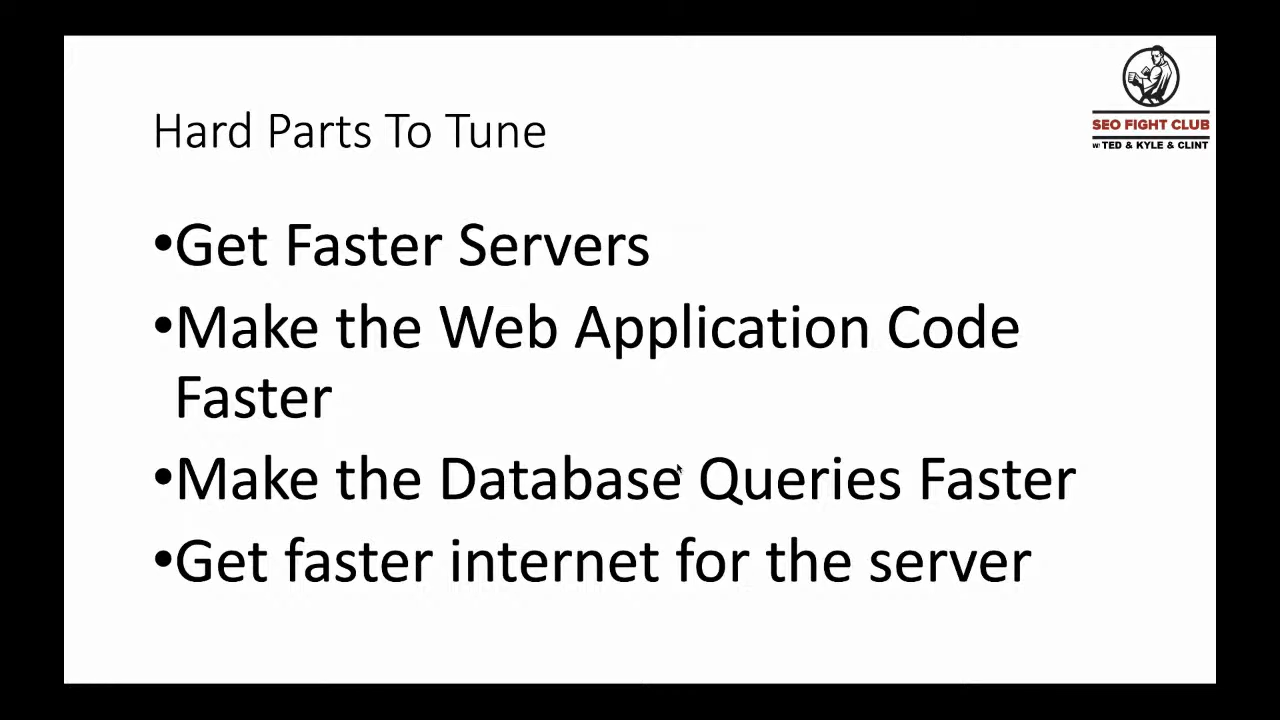 SEO FIGHT CLUB
W/ TED & KYLE & CLINT
Hard Parts To Tune
•Get Faster Servers
•Make the Web Application Code
Faster
•Make the Database Queries Faster
•Get faster internet for the server